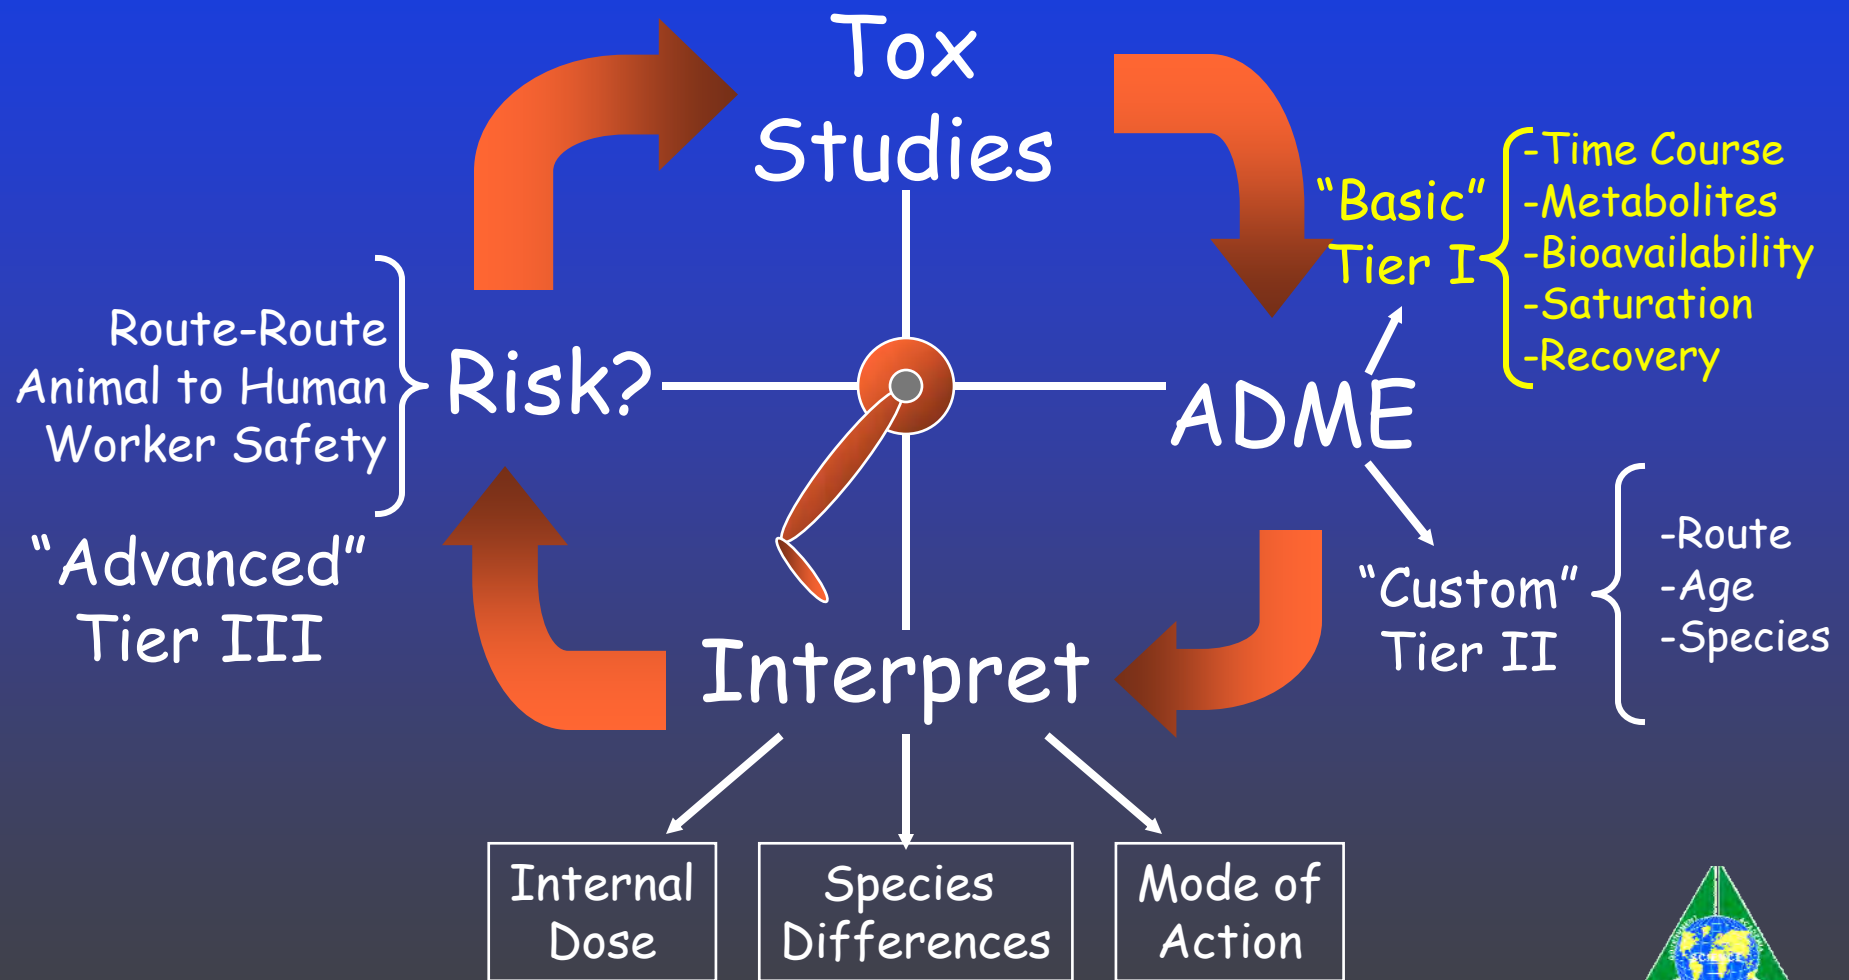 Tox
Studies
“Basic”
Tier I
-Time Course
-Metabolites
-Bioavailability
-Saturation
-Recovery
Route-Route
Animal to Human
Worker Safety
Risk?
ADME
“Advanced”
Tier III
“Custom”
Tier II
-Route
-Age
-Species
Interpret
Internal
Dose
Species
Differences
Mode of
Action
SCIENCE